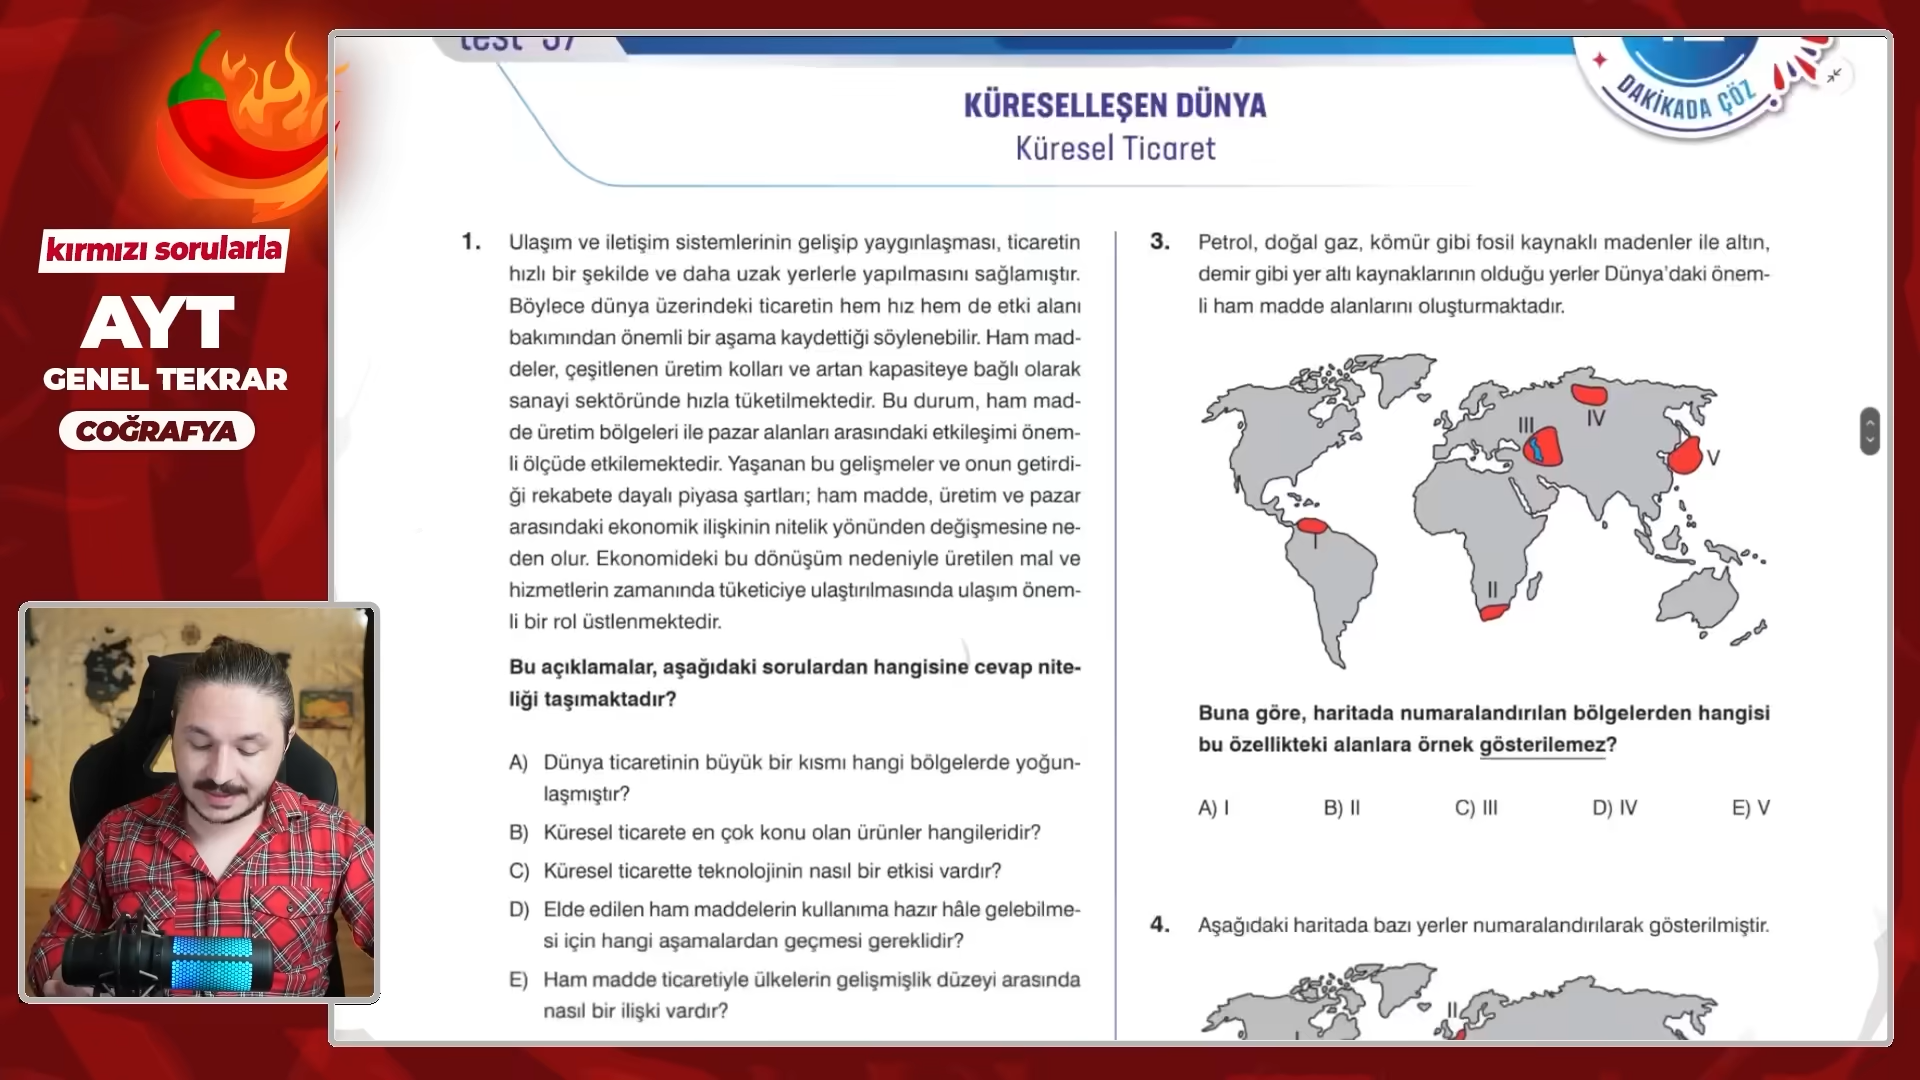 kırmızı sorularla
AYT
GENEL TEKRAR
COĞRAFYA
test 37
DAKİKADA ÇÖZ
KÜRESELLEŞEN DÜNYA
Küresel Ticaret
1. Ulaşım ve iletişim sistemlerinin gelişip yaygınlaşması, ticaretin
hızlı bir şekilde ve daha uzak yerlerle yapılmasını sağlamıştır.
Böylece dünya üzerindeki ticaretin hem hız hem de etki alanı
bakımından önemli bir aşama kaydettiği söylenebilir. Ham mad-
deler, çeşitlenen üretim kolları ve artan kapasiteye bağlı olarak
sanayi sektöründe hızla tüketilmektedir. Bu durum, ham mad-
de üretim bölgeleri ile pazar alanları arasındaki etkileşimi önem-
li ölçüde etkilemektedir. Yaşanan bu gelişmeler ve onun getirdi-
ği rekabete dayalı piyasa şartları; ham madde, üretim ve pazar
arasındaki ekonomik ilişkinin nitelik yönünden değişmesine ne-
den olur. Ekonomideki bu dönüşüm nedeniyle üretilen mal ve
hizmetlerin zamanında tüketiciye ulaştırılmasında ulaşım önem-
li bir rol üstlenmektedir.
Bu açıklamalar, aşağıdaki sorulardan hangisine cevap nite-
liği taşımaktadır?
A) Dünya ticaretinin büyük bir kısmı hangi bölgelerde yoğun-
laşmıştır?
B) Küresel ticarete en çok konu olan ürünler hangileridir?
C) Küresel ticarette teknolojinin nasıl bir etkisi vardır?
D) Elde edilen ham maddelerin kullanıma hazır hâle gelebilme-
si için hangi aşamalardan geçmesi gereklidir?
E) Ham madde ticaretiyle ülkelerin gelişmişlik düzeyi arasında
nasıl bir ilişki vardır?
3. Petrol, doğal gaz, kömür gibi fosil kaynaklı madenler ile altın,
demir gibi yer altı kaynaklarının olduğu yerler Dünya'daki önem-
li ham madde alanlarını oluşturmaktadır.
III
IV
V
I
II
Buna göre, haritada numaralandırılan bölgelerden hangisi
bu özellikteki alanlara örnek gösterilemez?
A) I B) II C) III D) IV E) V
4. Aşağıdaki haritada bazı yerler numaralandırılarak gösterilmiştir.
II